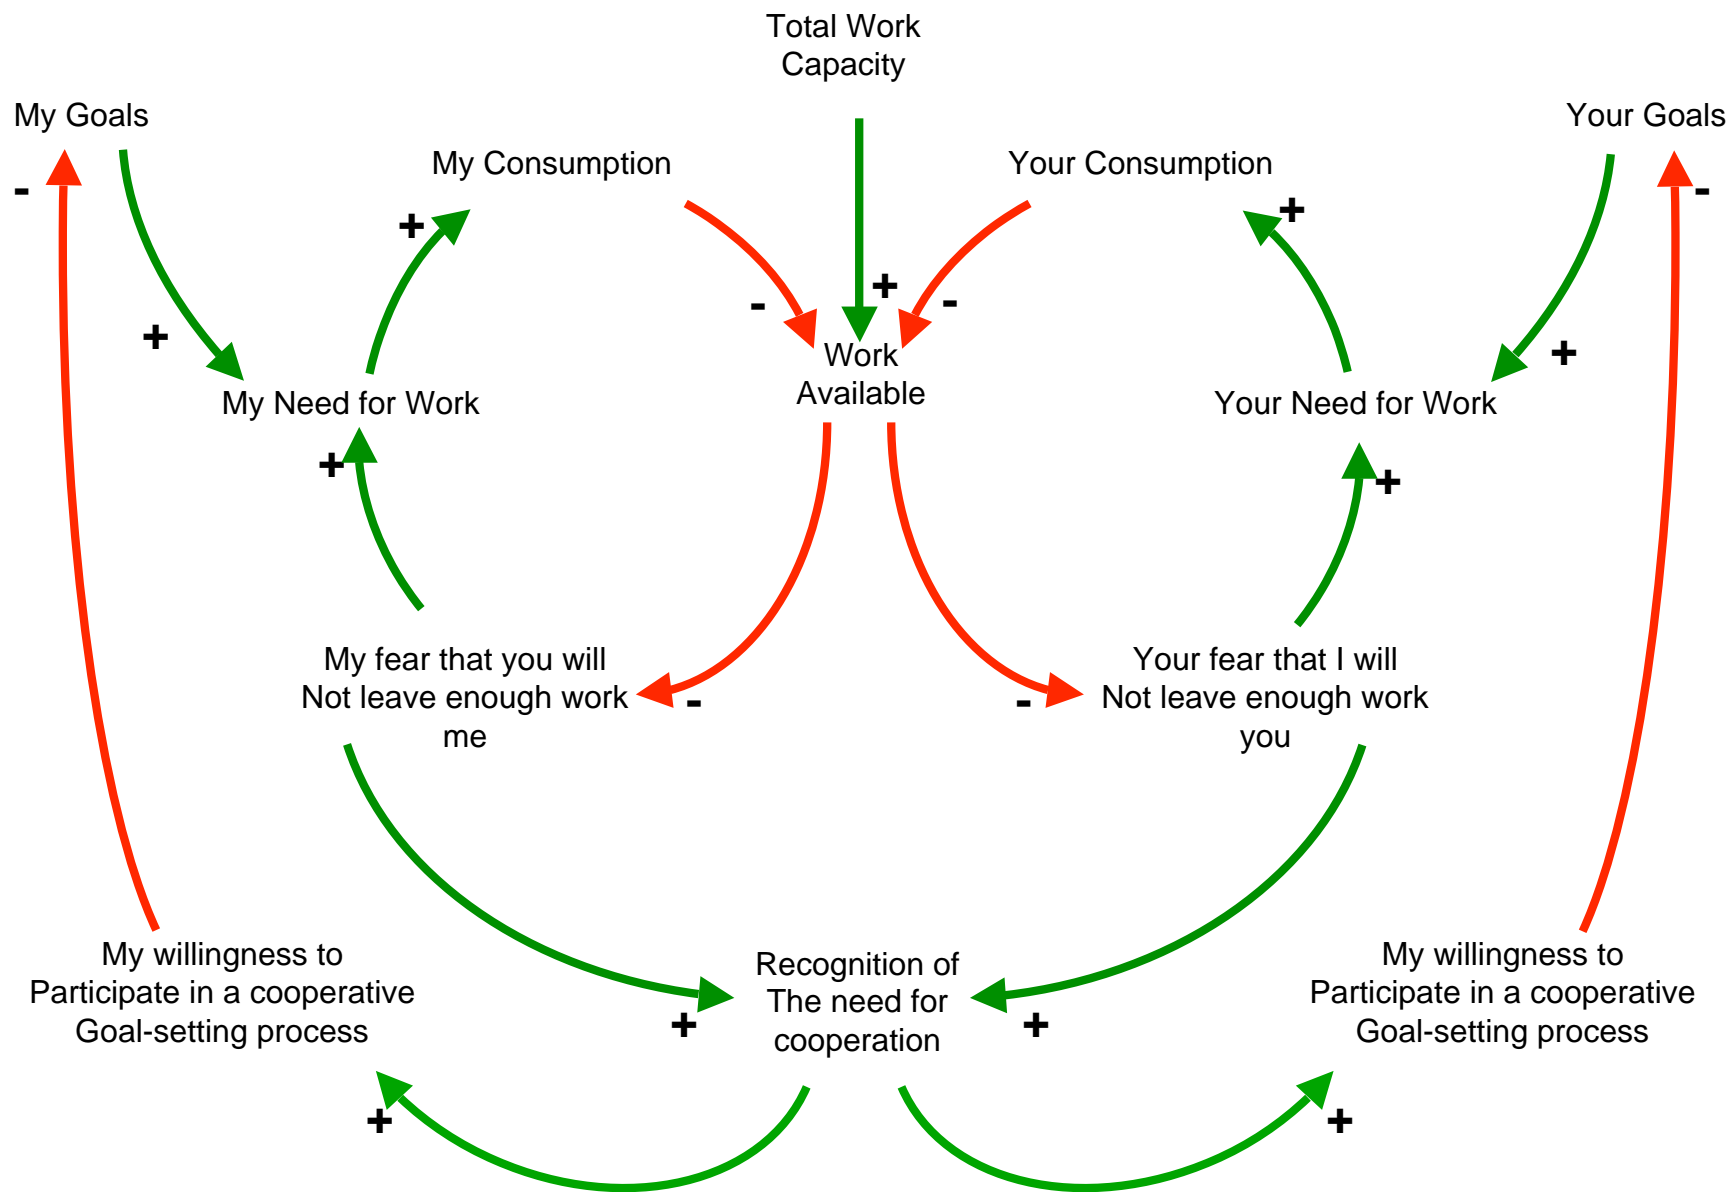 Total Work
Capacity
My Goals
Your Goals
My Consumption
Your Consumption
-
-
+
+
+
-
-
+
+
Work
Available
My Need for Work
Your Need for Work
+
+
My fear that you will
Not leave enough work
me
Your fear that I will
Not leave enough work
you
-
-
My willingness to
Participate in a cooperative
Goal-setting process
Recognition of
The need for
cooperation
My willingness to
Participate in a cooperative
Goal-setting process
+
+
+
+